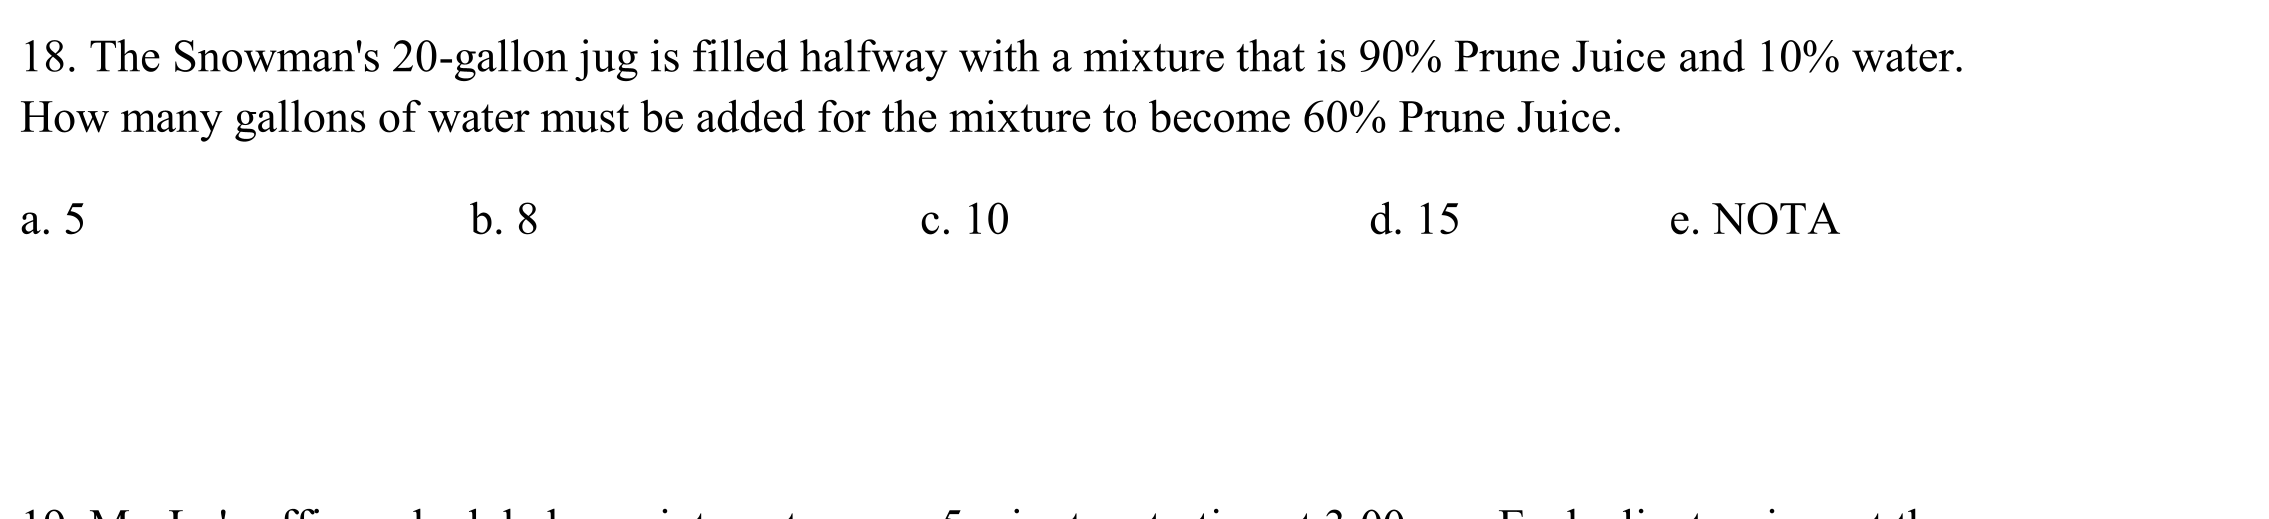 18. The Snowman's 20-gallon jug is filled halfway with a mixture that is 90% Prune Juice and 10% water.
How many gallons of water must be added for the mixture to become 60% Prune Juice.
a. 5 b. 8 c. 10 d. 15 e. NOTA